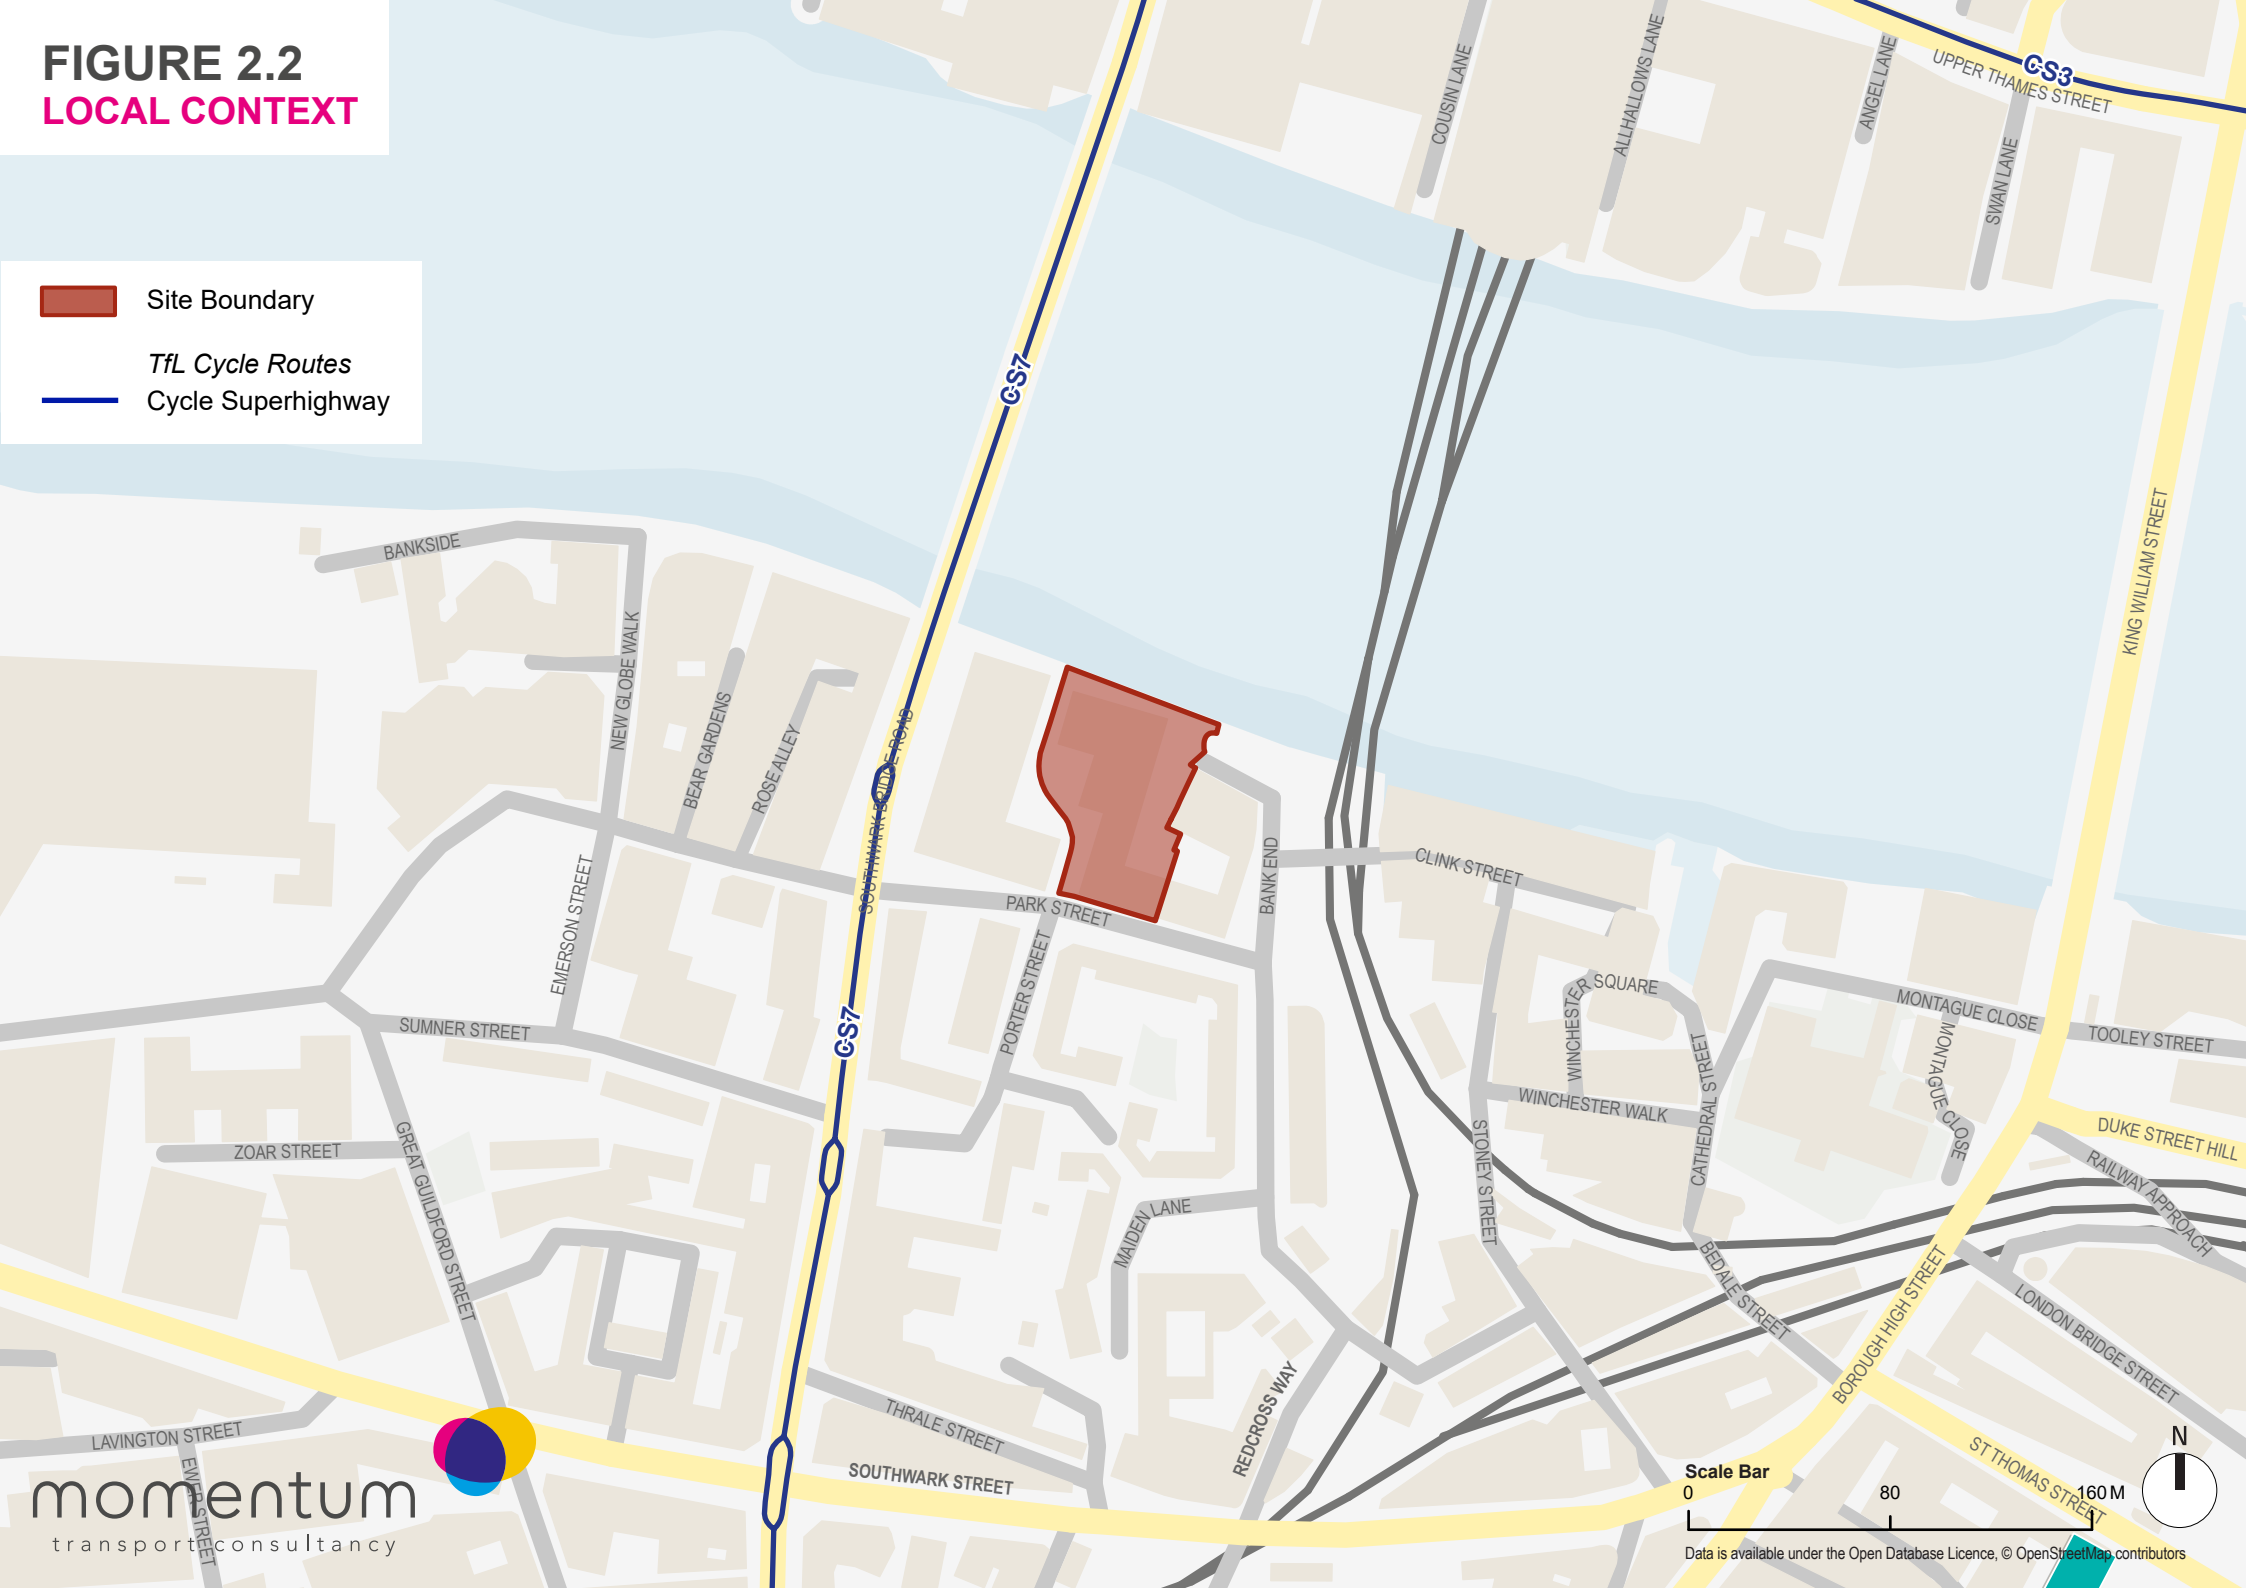 FIGURE 2.2
LOCAL CONTEXT
Site Boundary
TfL Cycle Routes
Cycle Superhighway
CS3
UPPER THAMES STREET
COUSIN LANE
ALLHALLOWS LANE
ANGEL LANE
SWAN LANE
CS7
KING WILLIAM STREET
BANKSIDE
NEW GLOBE WALK
BEAR GARDENS
ROSE ALLEY
SOUTHWARK BRIDGE ROAD
EMERSON STREET
PARK STREET
BANK END
CLINK STREET
PORTER STREET
WINCHESTER SQUARE
MONTAGUE CLOSE
MONTAGUE CLOSE
TOOLEY STREET
SUMNER STREET
CS7
WINCHESTER WALK
CATHEDRAL STREET
STONEY STREET
DUKE STREET HILL
RAILWAY APPROACH
ZOAR STREET
GREAT GUILDFORD STREET
MAIDEN LANE
BEDALE STREET
BOROUGH HIGH STREET
LONDON BRIDGE STREET
THRALE STREET
REDCROSS WAY
LAVINGTON STREET
EWER STREET
SOUTHWARK STREET
ST THOMAS STREET
momentum
transport consultancy
Scale Bar
0 80 160 M
N
Data is available under the Open Database Licence, © OpenStreetMap contributors